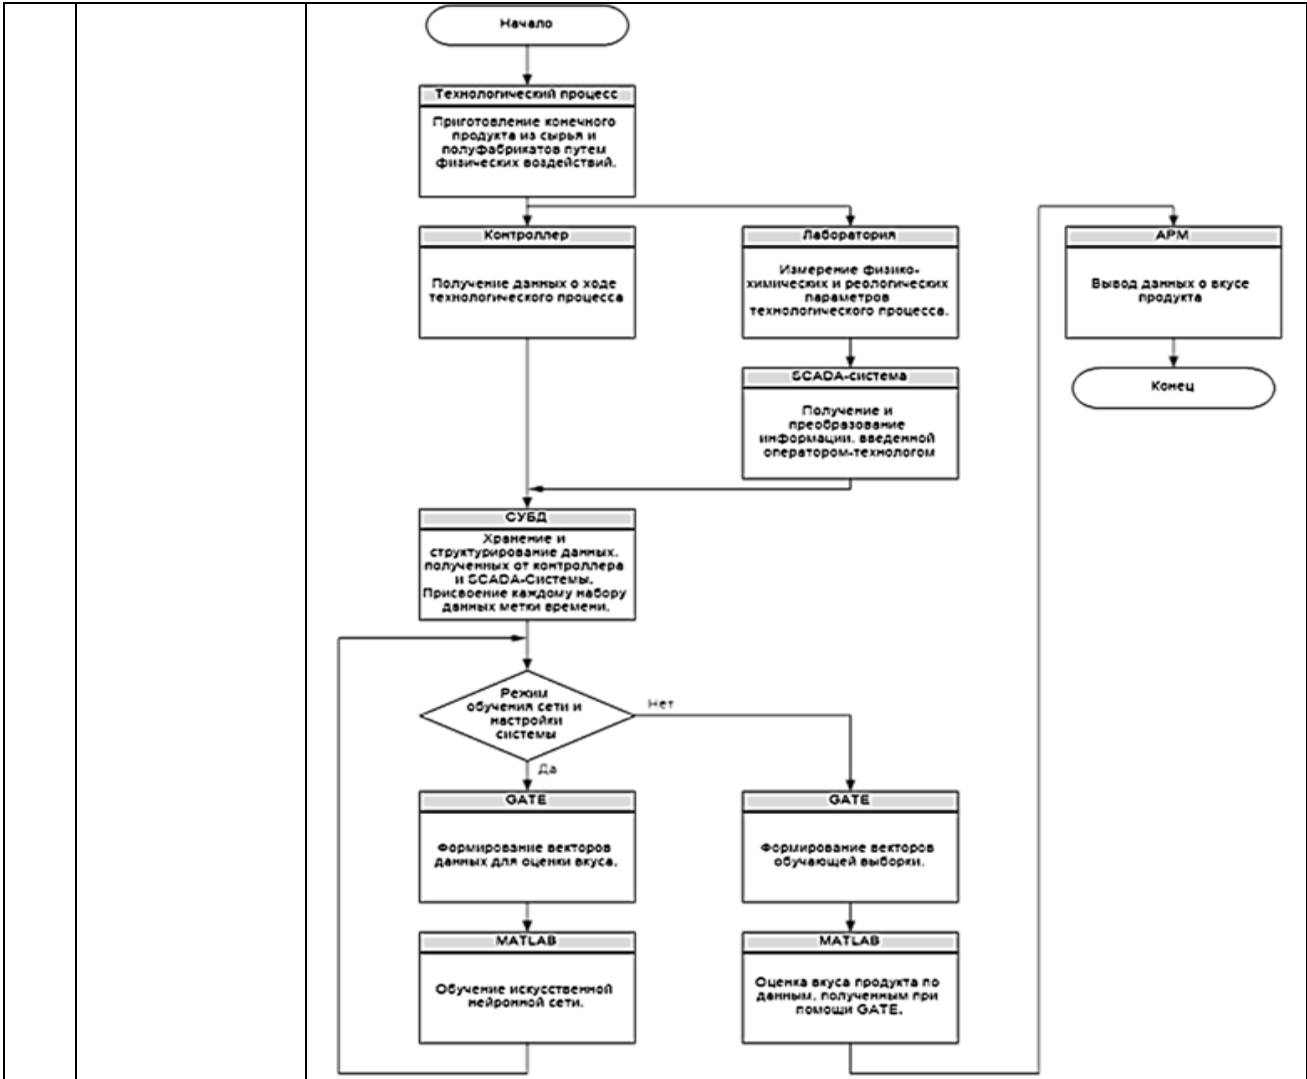 Начало
Технологический процесс
Приготовление конечного
продукта из сырья и
полуфабрикатов путем
физических воздействий.
Контроллер
Получение данных о ходе
технологического процесса
Лаборатория
Измерение физико-
химических и реологических
параметров
технологического процесса.
АРМ
Вывод данных о вкусе
продукта
SCADA-система
Получение и
преобразование
информации, введенной
оператором-технологом
Конец
СУБД
Хранение и
структурирование данных,
полученных от контроллера
и SCADA-Системы.
Присвоение каждому набору
данных метки времени.
Режим
обучения сети и
настройки
системы
Нет
Да
GATE
Формирование векторов
данных для оценки вкуса.
GATE
Формирование векторов
обучающей выборки.
MATLAB
Обучение искусственной
нейронной сети.
MATLAB
Оценка вкуса продукта по
данным, полученным при
помощи GATE.